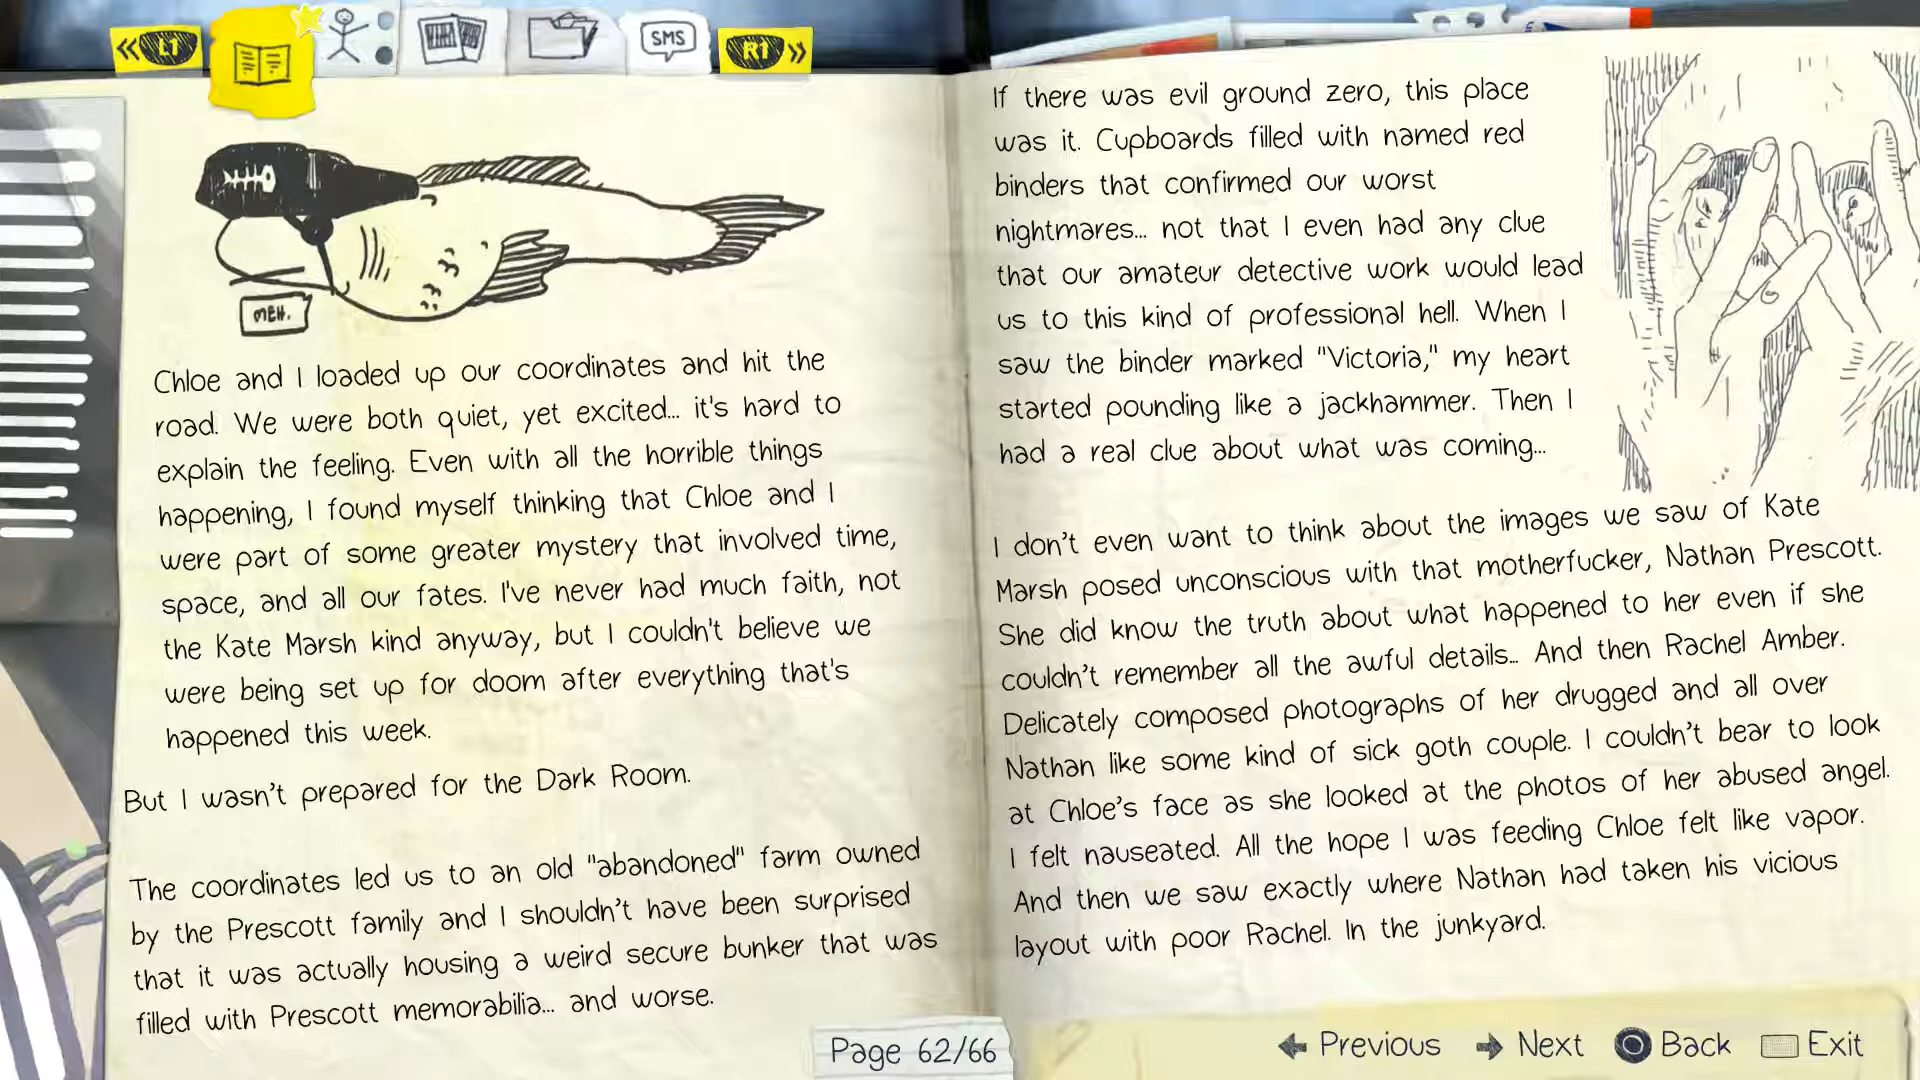 L1
SMS
R1
MEH.
Chloe and I loaded up our coordinates and hit the
road. We were both quiet, yet excited... it's hard to
explain the feeling. Even with all the horrible things
happening, I found myself thinking that Chloe and I
were part of some greater mystery that involved time,
space, and all our fates. I've never had much faith, not
the Kate Marsh kind anyway, but I couldn't believe we
were being set up for doom after everything that's
happened this week.
But I wasn't prepared for the Dark Room.
The coordinates led us to an old "abandoned" farm owned
by the Prescott family and I shouldn't have been surprised
that it was actually housing a weird secure bunker that was
filled with Prescott memorabilia... and worse.
If there was evil ground zero, this place
was it. Cupboards filled with named red
binders that confirmed our worst
nightmares... not that I even had any clue
that our amateur detective work would lead
us to this kind of professional hell. When I
saw the binder marked "Victoria," my heart
started pounding like a jackhammer. Then I
had a real clue about what was coming...
I don't even want to think about the images we saw of Kate
Marsh posed unconscious with that motherfucker, Nathan Prescott.
She did know the truth about what happened to her even if she
couldn't remember all the awful details... And then Rachel Amber.
Delicately composed photographs of her drugged and all over
Nathan like some kind of sick goth couple. I couldn't bear to look
at Chloe's face as she looked at the photos of her abused angel.
I felt nauseated. All the hope I was feeding Chloe felt like vapor.
And then we saw exactly where Nathan had taken his vicious
layout with poor Rachel. In the junkyard.
Page 62/66
Previous
Next
Back
Exit